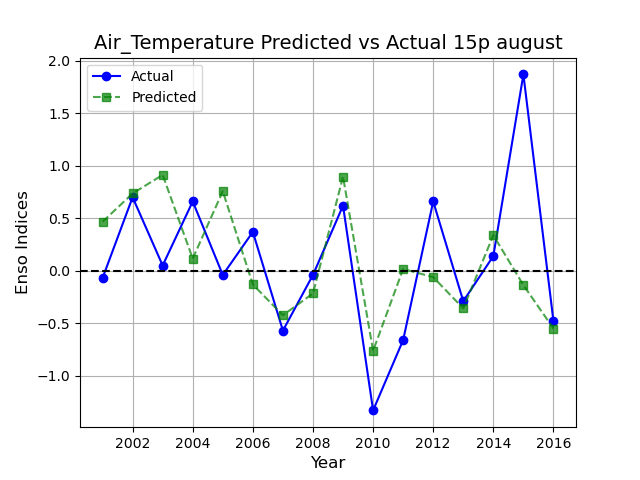 Air_Temperature Predicted vs Actual 15p august
Actual
Predicted
Enso Indices
2.0
1.5
1.0
0.5
0.0
−0.5
−1.0
2002 2004 2006 2008 2010 2012 2014 2016
Year